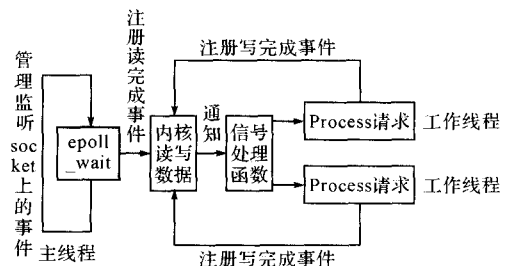 注册读完成事件
注册写完成事件
管理监听socket上的事件
epoll
_wait
内核
读写
数据
通知
信号
处理
函数
Process请求
工作线程
Process请求
工作线程
主线程
注册写完成事件